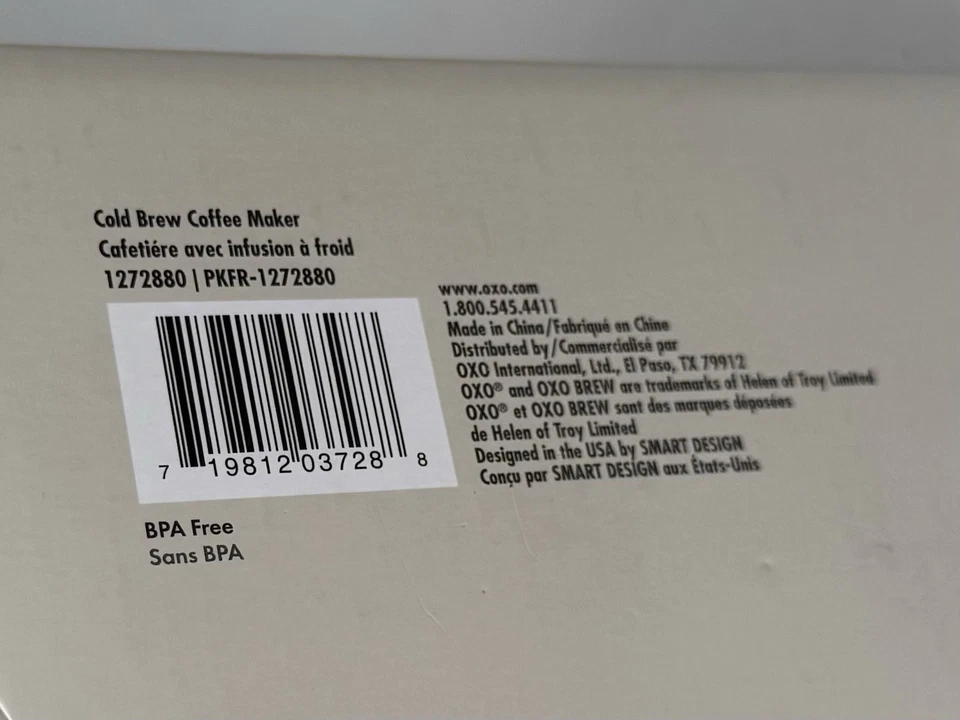 Cold Brew Coffee Maker
Cafetiére avec infusion à froid
1272880 | PKFR-1272880
7 19812 03728 8
BPA Free
Sans BPA
www.oxo.com
1.800.545.4411
Made in China/Fabriqué en Chine
Distributed by/Commercialisé par
OXO International, Ltd., El Paso, TX 79912
OXO® and OXO BREW are trademarks of Helen of Troy Limited
OXO® et OXO BREW sont des marques déposées
de Helen of Troy Limited
Designed in the USA by SMART DESIGN
Conçu par SMART DESIGN aux États-Unis